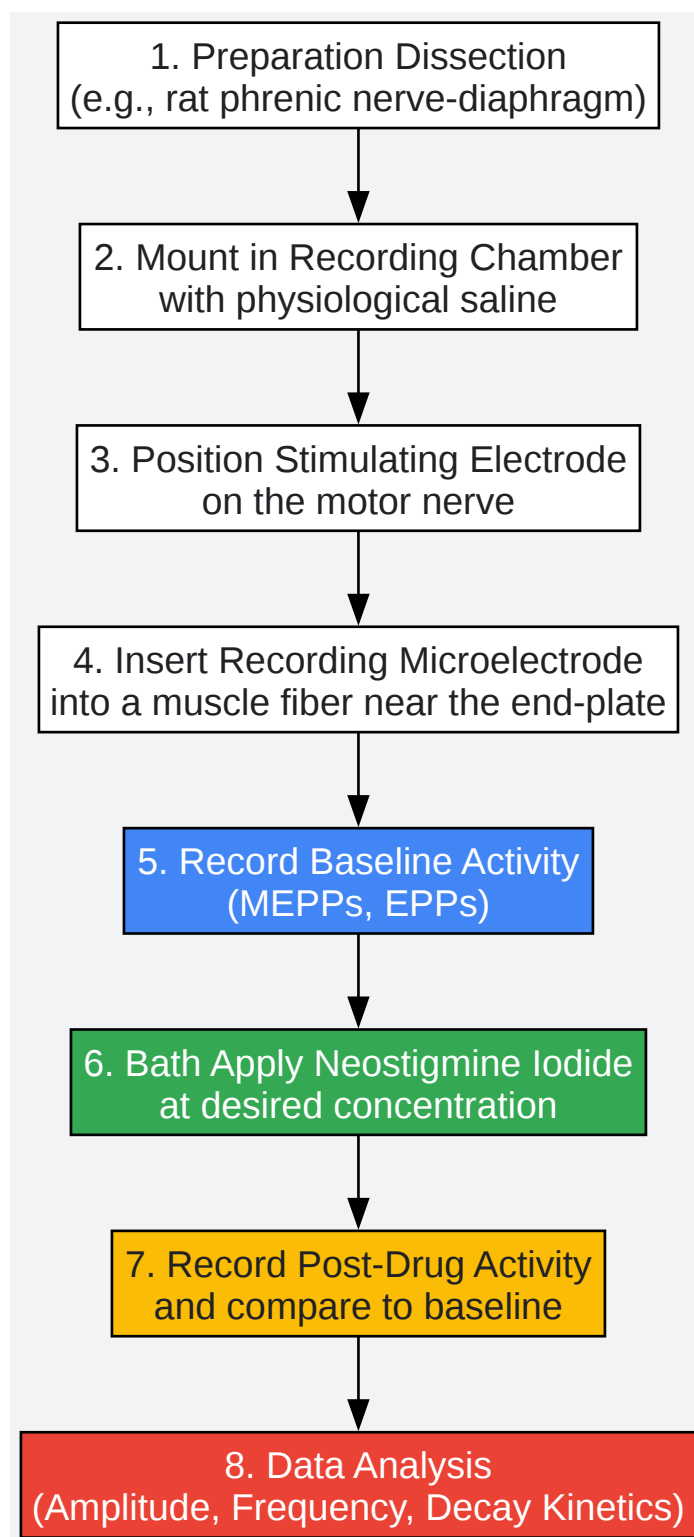 1. Preparation Dissection
(e.g., rat phrenic nerve-diaphragm)
2. Mount in Recording Chamber
with physiological saline
3. Position Stimulating Electrode
on the motor nerve
4. Insert Recording Microelectrode
into a muscle fiber near the end-plate
5. Record Baseline Activity
(MEPPs, EPPs)
6. Bath Apply Neostigmine Iodide
at desired concentration
7. Record Post-Drug Activity
and compare to baseline
8. Data Analysis
(Amplitude, Frequency, Decay Kinetics)